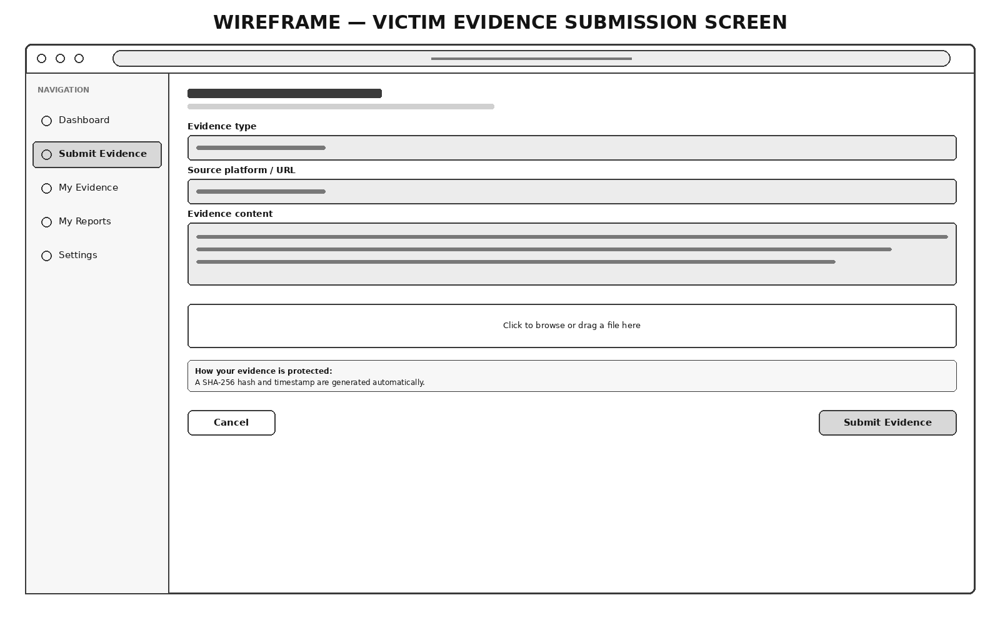 WIREFRAME — VICTIM EVIDENCE SUBMISSION SCREEN
NAVIGATION
Dashboard
Submit Evidence
My Evidence
My Reports
Settings
Evidence type
Source platform / URL
Evidence content
Click to browse or drag a file here
How your evidence is protected:
A SHA-256 hash and timestamp are generated automatically.
Cancel
Submit Evidence